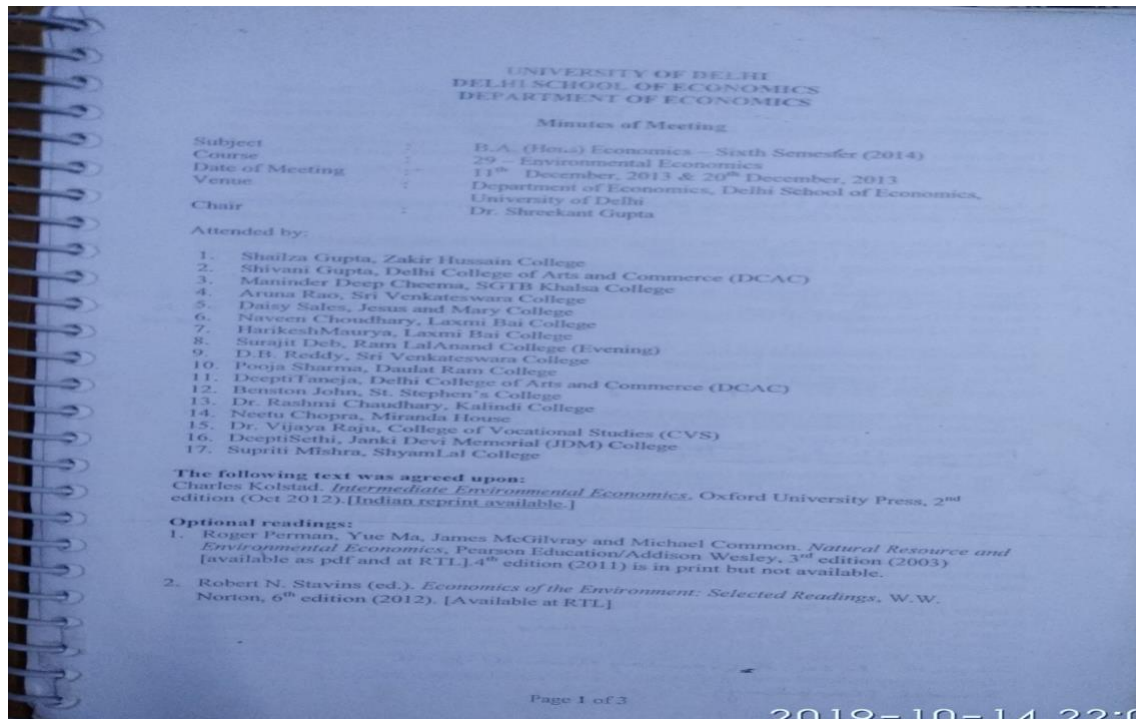 UNIVERSITY OF DELHI
DELHI SCHOOL OF ECONOMICS
DEPARTMENT OF ECONOMICS
Minutes of Meeting
Subject : B.A. (Hons) Economics – Sixth Semester (2014)
Course : 29 – Environmental Economics
Date of Meeting : 11th December, 2013 & 20th December, 2013
Venue : Department of Economics, Delhi School of Economics,
University of Delhi
Chair : Dr. Shreekant Gupta
Attended by:
1. Shailza Gupta, Zakir Hussain College
2. Shivani Gupta, Delhi College of Arts and Commerce (DCAC)
3. Maninder Deep Cheema, SGTB Khalsa College
4. Aruna Rao, Sri Venkateswara College
5. Daisy Sales, Jesus and Mary College
6. Naveen Choudhary, Laxmi Bai College
7. HarikeshMaurya, Laxmi Bai College
8. Surajit Deb, Ram LalAnand College (Evening)
9. D.B. Reddy, Sri Venkateswara College
10. Pooja Sharma, Daulat Ram College
11. DeeptiTaneja, Delhi College of Arts and Commerce (DCAC)
12. Benston John, St. Stephen's College
13. Dr. Rashmi Chaudhary, Kalindi College
14. Neetu Chopra, Miranda House
15. Dr. Vijaya Raju, College of Vocational Studies (CVS)
16. DeeptiSethi, Janki Devi Memorial (JDM) College
17. Supriti Mishra, ShyamLal College
The following text was agreed upon:
Charles Kolstad. Intermediate Environmental Economics, Oxford University Press, 2nd
edition (Oct 2012).[Indian reprint available.]
Optional readings:
1. Roger Perman, Yue Ma, James McGilvray and Michael Common. Natural Resource and
Environmental Economics, Pearson Education/Addison Wesley, 3rd edition (2003)
[available as pdf and at RTL].4th edition (2011) is in print but not available.
2. Robert N. Stavins (ed.). Economics of the Environment: Selected Readings, W.W.
Norton, 6th edition (2012). [Available at RTL]
Page 1 of 3
2018-10-14 22: